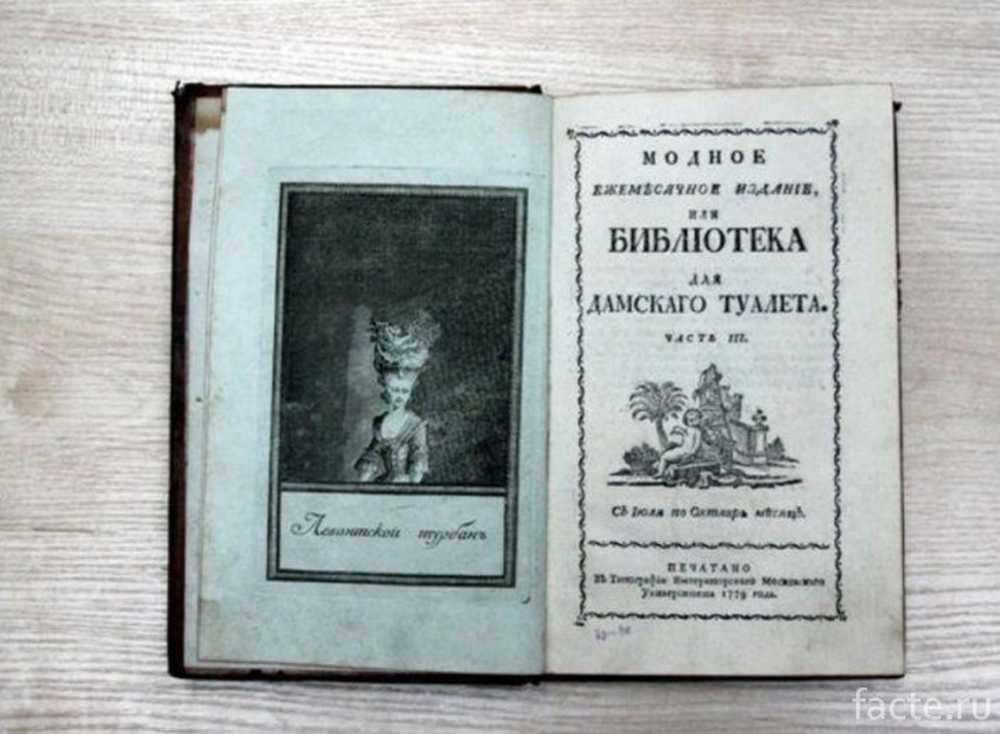 Левантской турбанъ
МОДНОЕ
ЕЖЕМѢСЯЧНОЕ ИЗДАНІЕ,
ИЛИ
БИБЛІОТЕКА
ДЛЯ
ДАМСКАГО ТУАЛЕТА.
ЧАСТЬ III.
Съ Іюля по Октябрь мѣсяцъ.
ПЕЧАТАНО
Въ Типографіи Императорскаго Московскаго
Университета 1779 года.
facte.ru